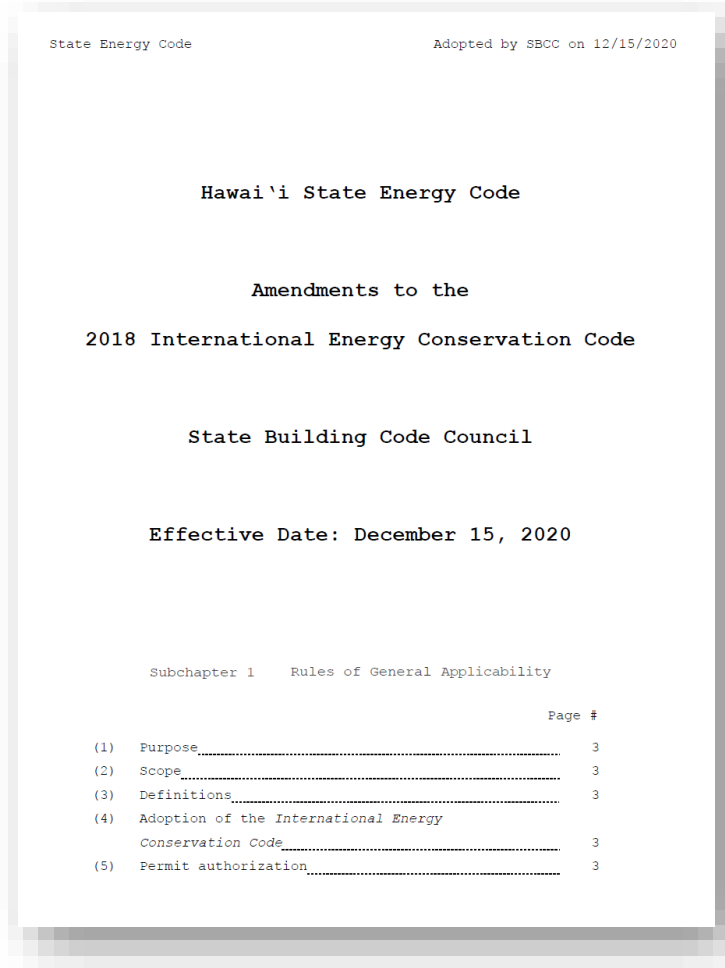 State Energy Code Adopted by SBCC on 12/15/2020
Hawai‘i State Energy Code
Amendments to the
2018 International Energy Conservation Code
State Building Code Council
Effective Date: December 15, 2020
Subchapter 1 Rules of General Applicability
Page #
(1) Purpose 3
(2) Scope 3
(3) Definitions 3
(4) Adoption of the International Energy
Conservation Code 3
(5) Permit authorization 3